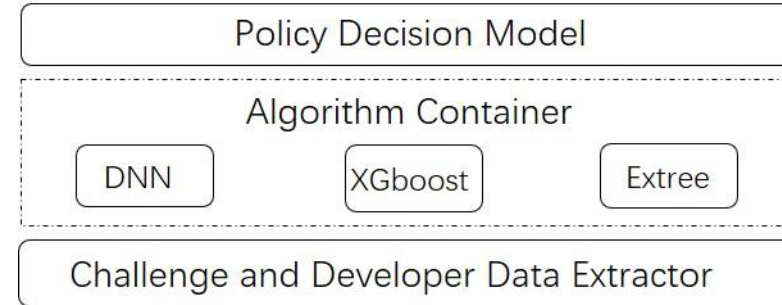 Policy Decision Model
Algorithm Container
DNN XGboost Extree
Challenge and Developer Data Extractor